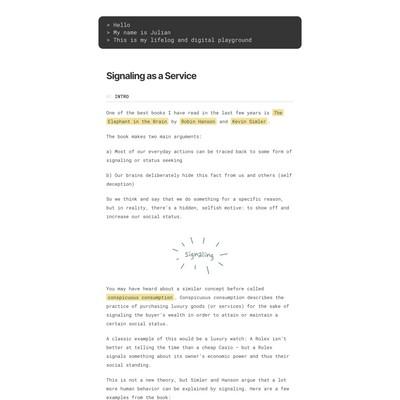 > Hello
> My name is Julian
> This is my lifelog and digital playground
Signaling as a Service
INTRO
One of the best books I have read in the last few years is The
Elephant in the Brain by Robin Hanson and Kevin Simler.
The book makes two main arguments:
a) Most of our everyday actions can be traced back to some form of
signaling or status seeking
b) Our brains deliberately hide this fact from us and others (self
deception)
So we think and say that we do something for a specific reason,
but in reality, there's a hidden, selfish motive: to show off and
increase our social status.
Signaling
You may have heard about a similar concept before called
conspicuous consumption. Conspicuous consumption describes the
practice of purchasing luxury goods (or services) for the sake of
signaling the buyer's wealth in order to attain or maintain a
certain social status.
A classic example of this would be a luxury watch: A Rolex isn't
better at telling the time than a cheap Casio – but a Rolex
signals something about its owner's economic power and thus their
social standing.
This is not a new theory, but Simler and Hanson argue that a lot
more human behavior can be explained by signaling. Here are a few
examples from the book: